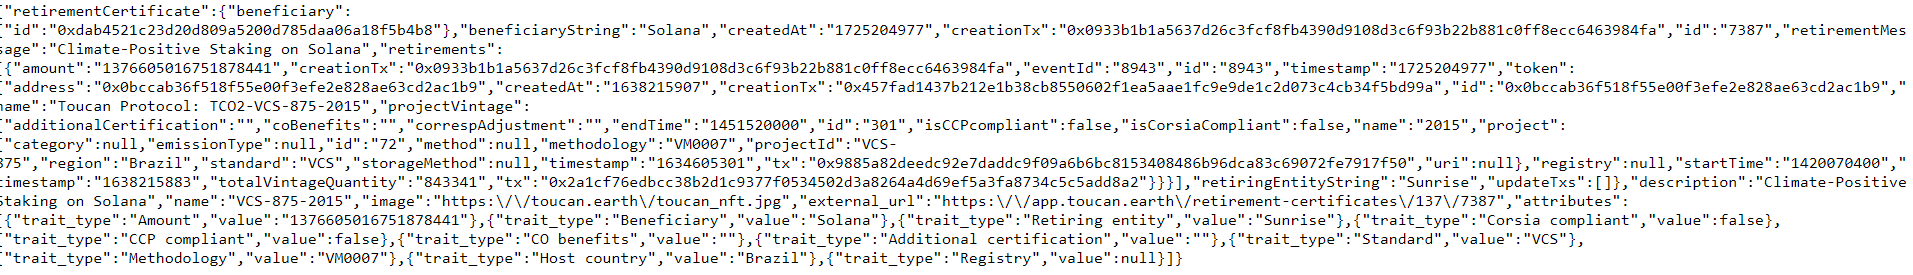 {"retirementCertificate":{"beneficiary":
{"id":"0xdab4521c23d20d809a5200d785daa06a18f5b4b8"},"beneficiaryString":"Solana","createdAt":"1725204977","creationTx":"0x0933b1b1a5637d26c3fcf8fb4390d9108d3c6f93b22b881c0ff8ecc6463984fa","id":"7387","retirementMes
sage":"Climate-Positive Staking on Solana","retirements":
[{"amount":"1376605016751878441","creationTx":"0x0933b1b1a5637d26c3fcf8fb4390d9108d3c6f93b22b881c0ff8ecc6463984fa","eventId":"8943","id":"8943","timestamp":"1725204977","token":
{"address":"0x0bccab36f518f55e00f3efe2e828ae63cd2ac1b9","createdAt":"1638215907","creationTx":"0x457fad1437b212e1b38cb8550602f1ea5aae1fc9e9de1c2d073c4cb34f5bd99a","id":"0x0bccab36f518f55e00f3efe2e828ae63cd2ac1b9","
name":"Toucan Protocol: TCO2-VCS-875-2015","projectVintage":
{"additionalCertification":"","coBenefits":"","correspAdjustment":"","endTime":"1451520000","id":"301","isCCPcompliant":false,"isCorsiaCompliant":false,"name":"2015","project":
{"category":null,"emissionType":null,"id":"72","method":null,"methodology":"VM0007","projectId":"VCS-
875","region":"Brazil","standard":"VCS","storageMethod":null,"timestamp":"1634605301","tx":"0x9885a82deedc92e7daddc9f09a6b6bc8153408486b96dca83c69072fe7917f50","uri":null},"registry":null,"startTime":"1420070400","
timestamp":"1638215883","totalVintageQuantity":"843341","tx":"0x2a1cf76edbcc38b2d1c9377f0534502d3a8264a4d69ef5a3fa8734c5c5add8a2"}}}],"retiringEntityString":"Sunrise","updateTxs":[]},"description":"Climate-Positive
Staking on Solana","name":"VCS-875-2015","image":"https:\/\/toucan.earth\/toucan_nft.jpg","external_url":"https:\/\/app.toucan.earth\/retirement-certificates\/137\/7387","attributes":
[{"trait_type":"Amount","value":"1376605016751878441"},{"trait_type":"Beneficiary","value":"Solana"},{"trait_type":"Retiring entity","value":"Sunrise"},{"trait_type":"Corsia compliant","value":false},
{"trait_type":"CCP compliant","value":false},{"trait_type":"CO benefits","value":""},{"trait_type":"Additional certification","value":""},{"trait_type":"Standard","value":"VCS"},
{"trait_type":"Methodology","value":"VM0007"},{"trait_type":"Host country","value":"Brazil"},{"trait_type":"Registry","value":null}]}